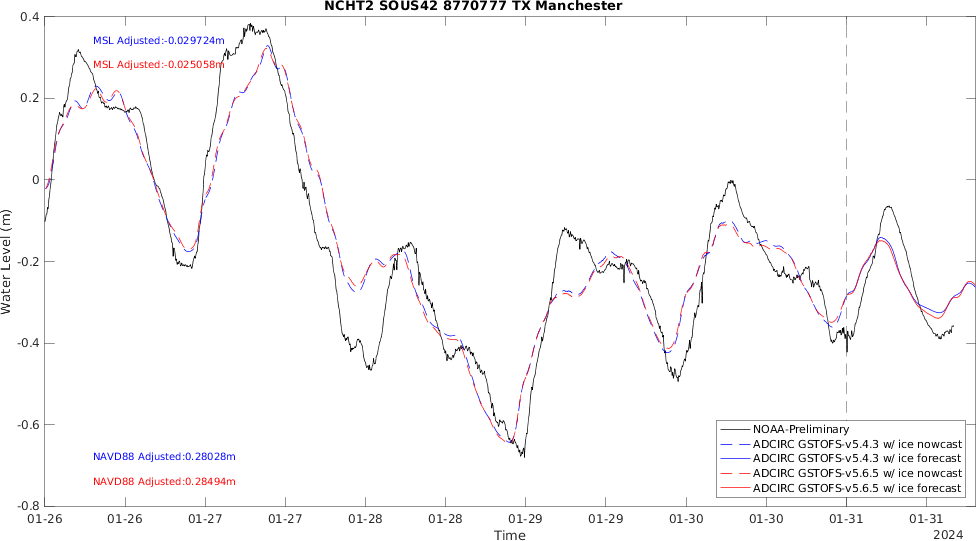 NCHT2 SOUS42 8770777 TX Manchester
MSL Adjusted:-0.029724m
MSL Adjusted:-0.025058m
0.4
0.2
0
-0.2
-0.4
-0.6
-0.8
Water Level (m)
NAVD88 Adjusted:0.28028m
NAVD88 Adjusted:0.28494m
NOAA-Preliminary
ADCIRC GSTOFS-v5.4.3 w/ ice nowcast
ADCIRC GSTOFS-v5.4.3 w/ ice forecast
ADCIRC GSTOFS-v5.6.5 w/ ice nowcast
ADCIRC GSTOFS-v5.6.5 w/ ice forecast
01-26 01-26 01-27 01-27 01-28 01-28 01-29 01-29 01-30 01-30 01-31 01-31
2024
Time